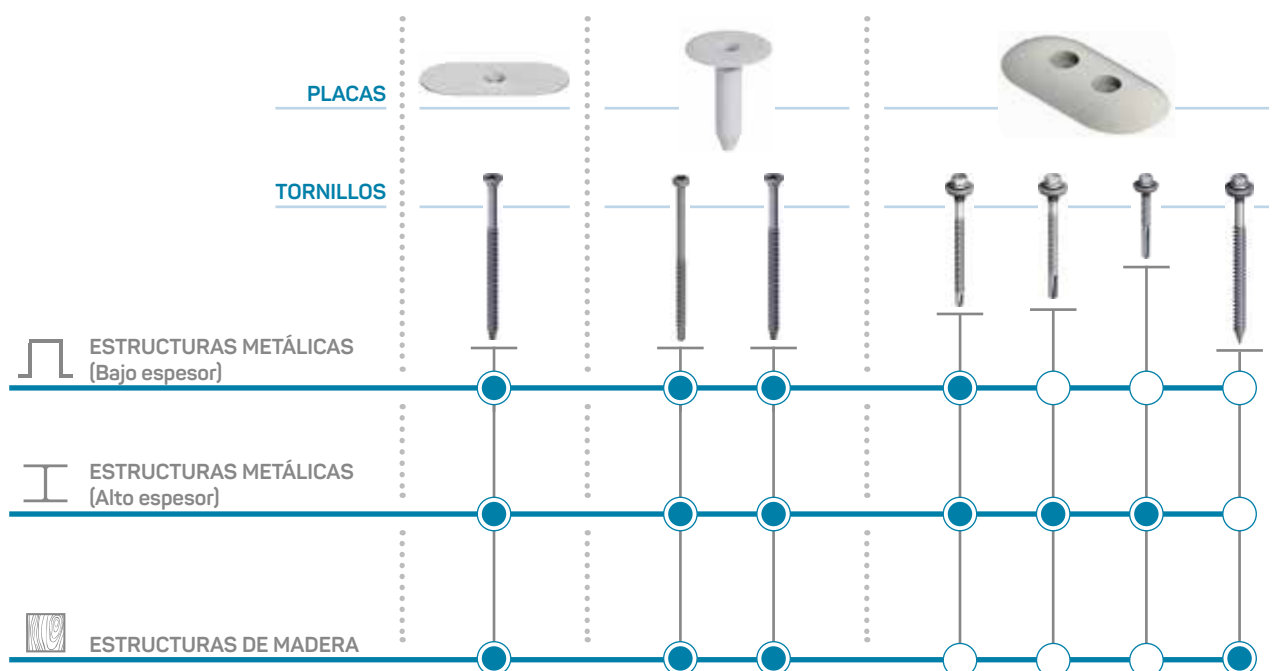 PLACAS
TORNILLOS
ESTRUCTURAS METÁLICAS
(Bajo espesor)
ESTRUCTURAS METÁLICAS
(Alto espesor)
ESTRUCTURAS DE MADERA